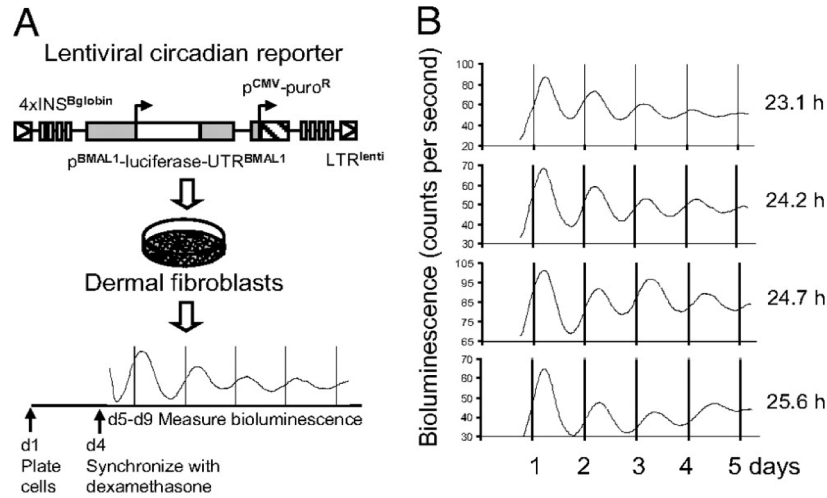 A
Lentiviral circadian reporter
pCMV-puroR
4xINSBglobin
pBMAL1-luciferase-UTRBMAL1
LTRlenti
Dermal fibroblasts
d5-d9 Measure bioluminescence
d1
Plate
cells
d4
Synchronize with
dexamethasone
B
Bioluminescence (counts per second)
100
80
60
40
20
23.1 h
70
60
50
40
30
24.2 h
105
95
85
75
65
24.7 h
70
60
50
40
30
25.6 h
1 2 3 4 5 days